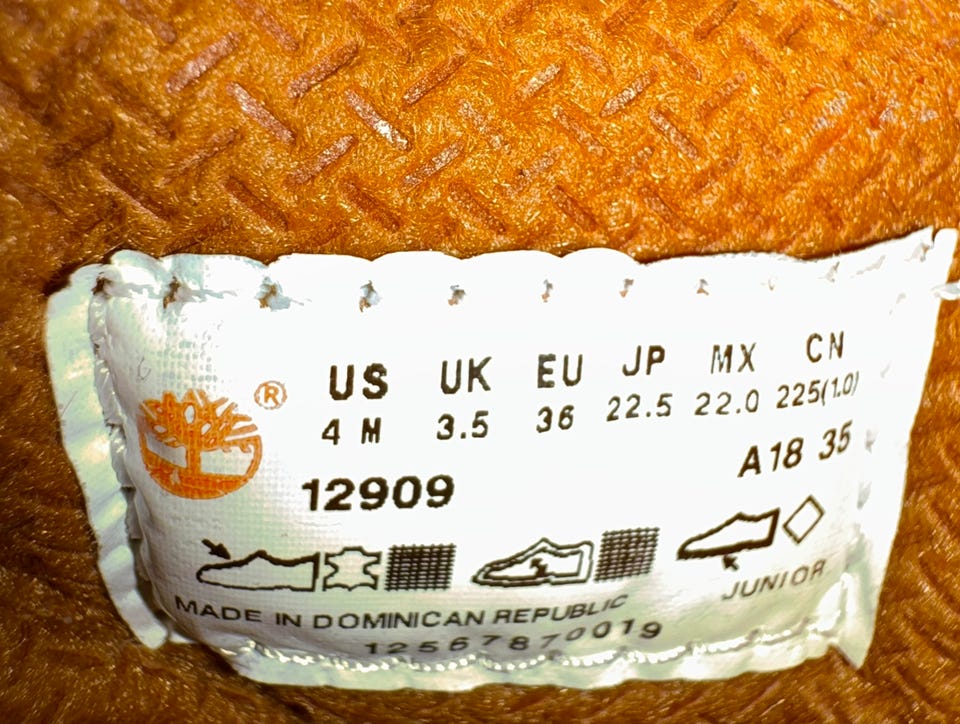 US UK EU JP MX CN
4 M 3.5 36 22.5 22.0 225(1.0)
®
12909 A18 35
JUNIOR
MADE IN DOMINICAN REPUBLIC
12567870019